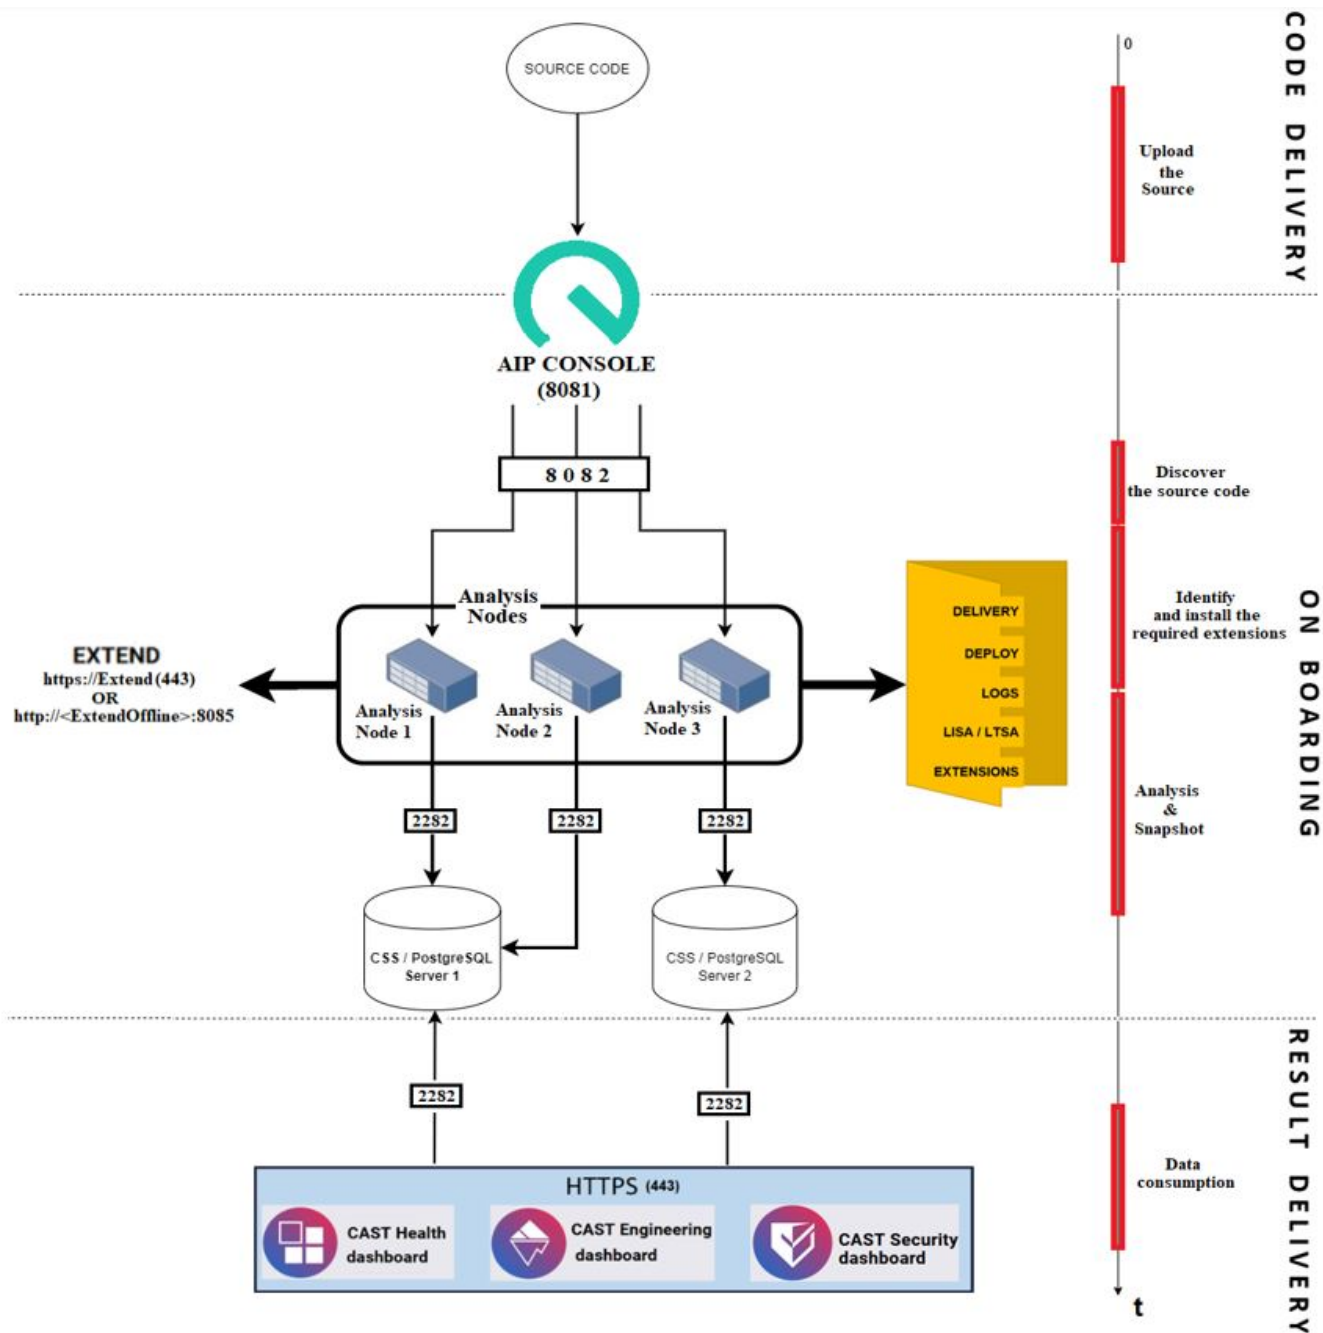 SOURCE CODE
0
Upload
the
Source
CODE DELIVERY
AIP CONSOLE
(8081)
8 0 8 2
Discover
the source code
Analysis
Nodes
Identify
and install the
required extensions
EXTEND
https://Extend (443)
OR
http://<ExtendOffline>:8085
Analysis
Node 1
Analysis
Node 2
Analysis
Node 3
DELIVERY
DEPLOY
LOGS
LISA / LTSA
EXTENSIONS
ON BOARDING
Analysis
&
Snapshot
2282
2282
2282
CSS / PostgreSQL
Server 1
CSS / PostgreSQL
Server 2
2282
2282
RESULT DELIVERY
Data
consumption
HTTPS (443)
CAST Health
dashboard
CAST Engineering
dashboard
CAST Security
dashboard
t